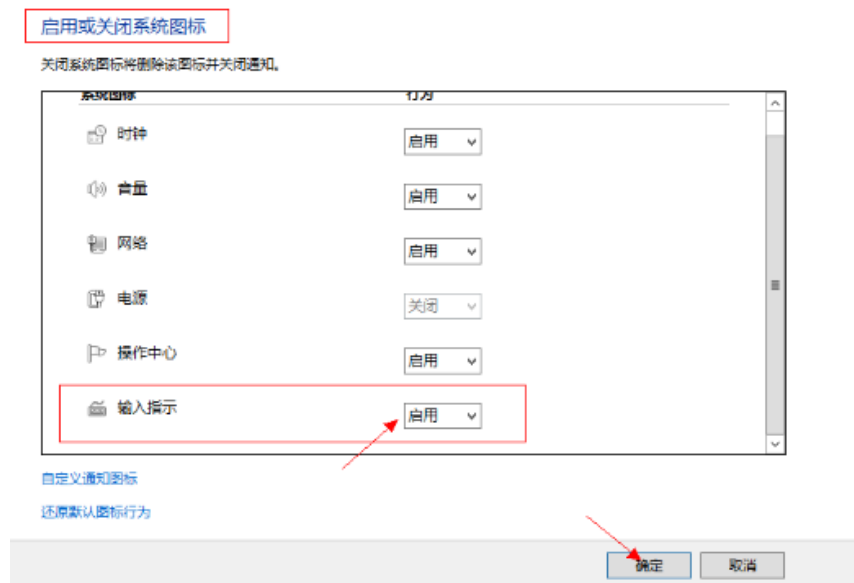 启用或关闭系统图标
关闭系统图标将删除该图标并关闭通知。
系统图标 行为
时钟 启用
音量 启用
网络 启用
电源 关闭
操作中心 启用
输入指示 启用
自定义通知图标
还原默认图标行为
确定 取消